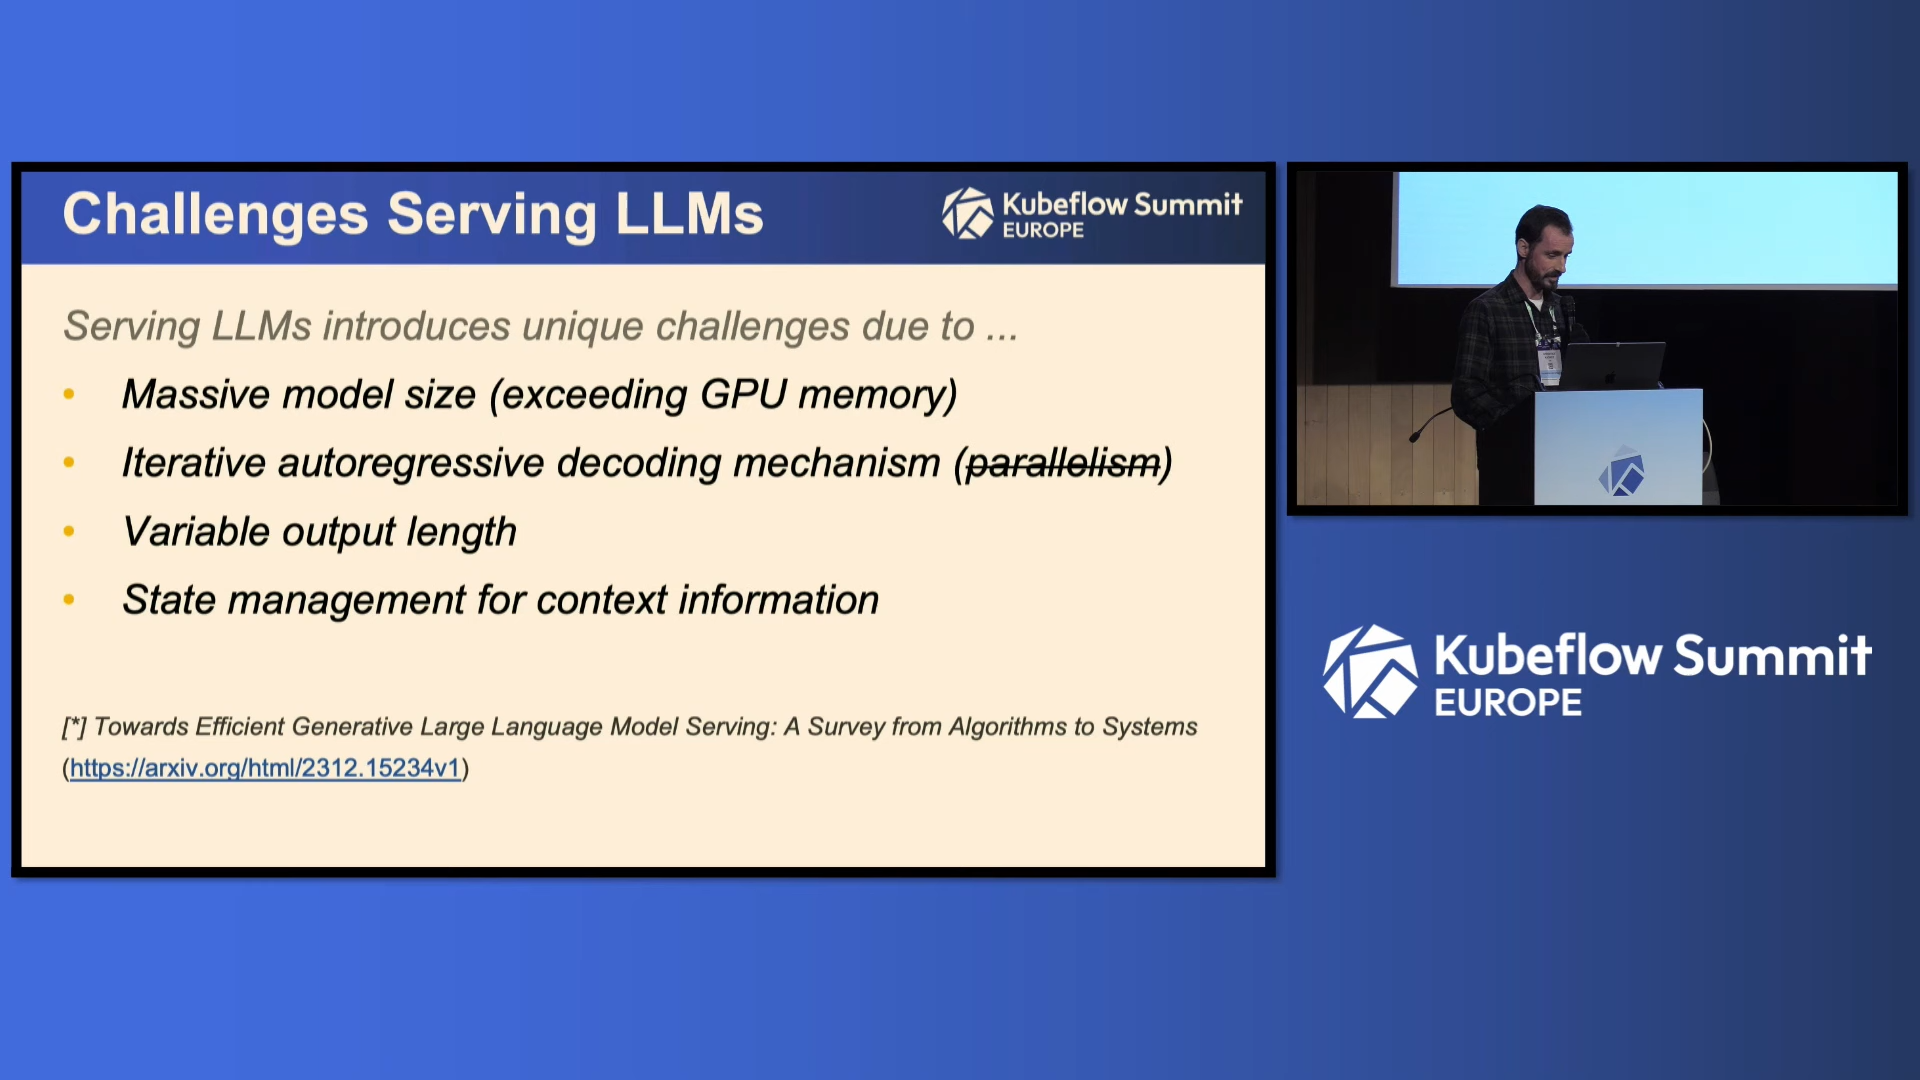 Challenges Serving LLMs
Kubeflow Summit
EUROPE
Serving LLMs introduces unique challenges due to ...
• Massive model size (exceeding GPU memory)
• Iterative autoregressive decoding mechanism (parallelism)
• Variable output length
• State management for context information
[*] Towards Efficient Generative Large Language Model Serving: A Survey from Algorithms to Systems
(https://arxiv.org/html/2312.15234v1)
Kubeflow Summit
EUROPE